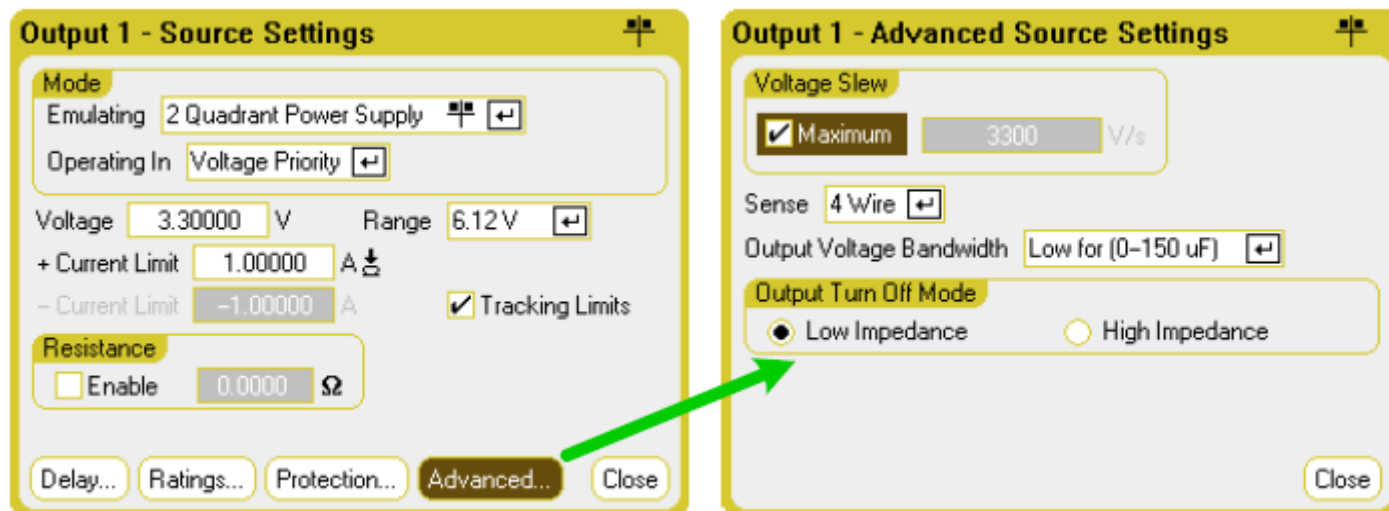 Output 1 - Source Settings
Mode
Emulating 2 Quadrant Power Supply
Operating In Voltage Priority
Voltage 3.30000 V Range 6.12 V
+ Current Limit 1.00000 A
- Current Limit -1.00000 A Tracking Limits
Resistance
Enable 0.0000 Ω
Delay... Ratings... Protection... Advanced... Close
Output 1 - Advanced Source Settings
Voltage Slew
Maximum 3300 V/s
Sense 4 Wire
Output Voltage Bandwidth Low for (0-150 uF)
Output Turn Off Mode
Low Impedance High Impedance
Close